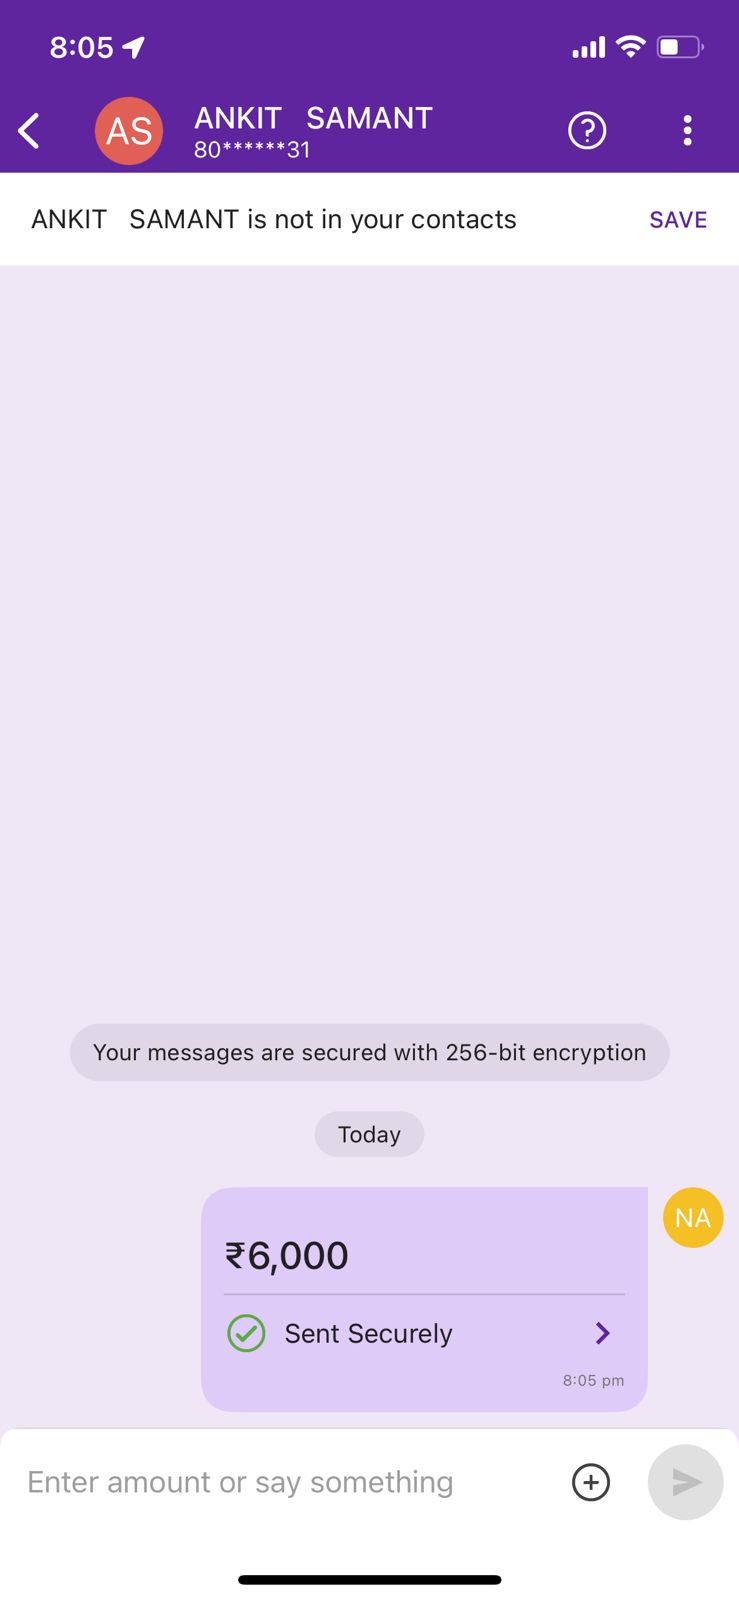 8:05
AS
ANKIT SAMANT
80******31
ANKIT SAMANT is not in your contacts
SAVE
Your messages are secured with 256-bit encryption
Today
NA
₹6,000
Sent Securely
8:05 pm
Enter amount or say something